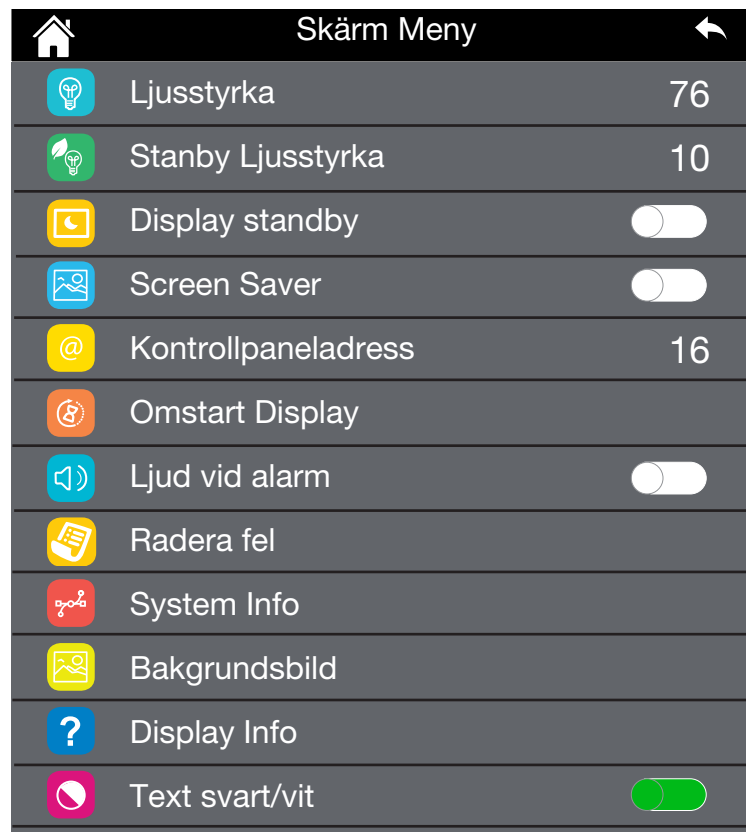 Skärm Meny
Ljusstyrka 76
Stanby Ljusstyrka 10
Display standby
Screen Saver
@ Kontrollpaneladress 16
Omstart Display
Ljud vid alarm
Radera fel
System Info
Bakgrundsbild
? Display Info
Text svart/vit